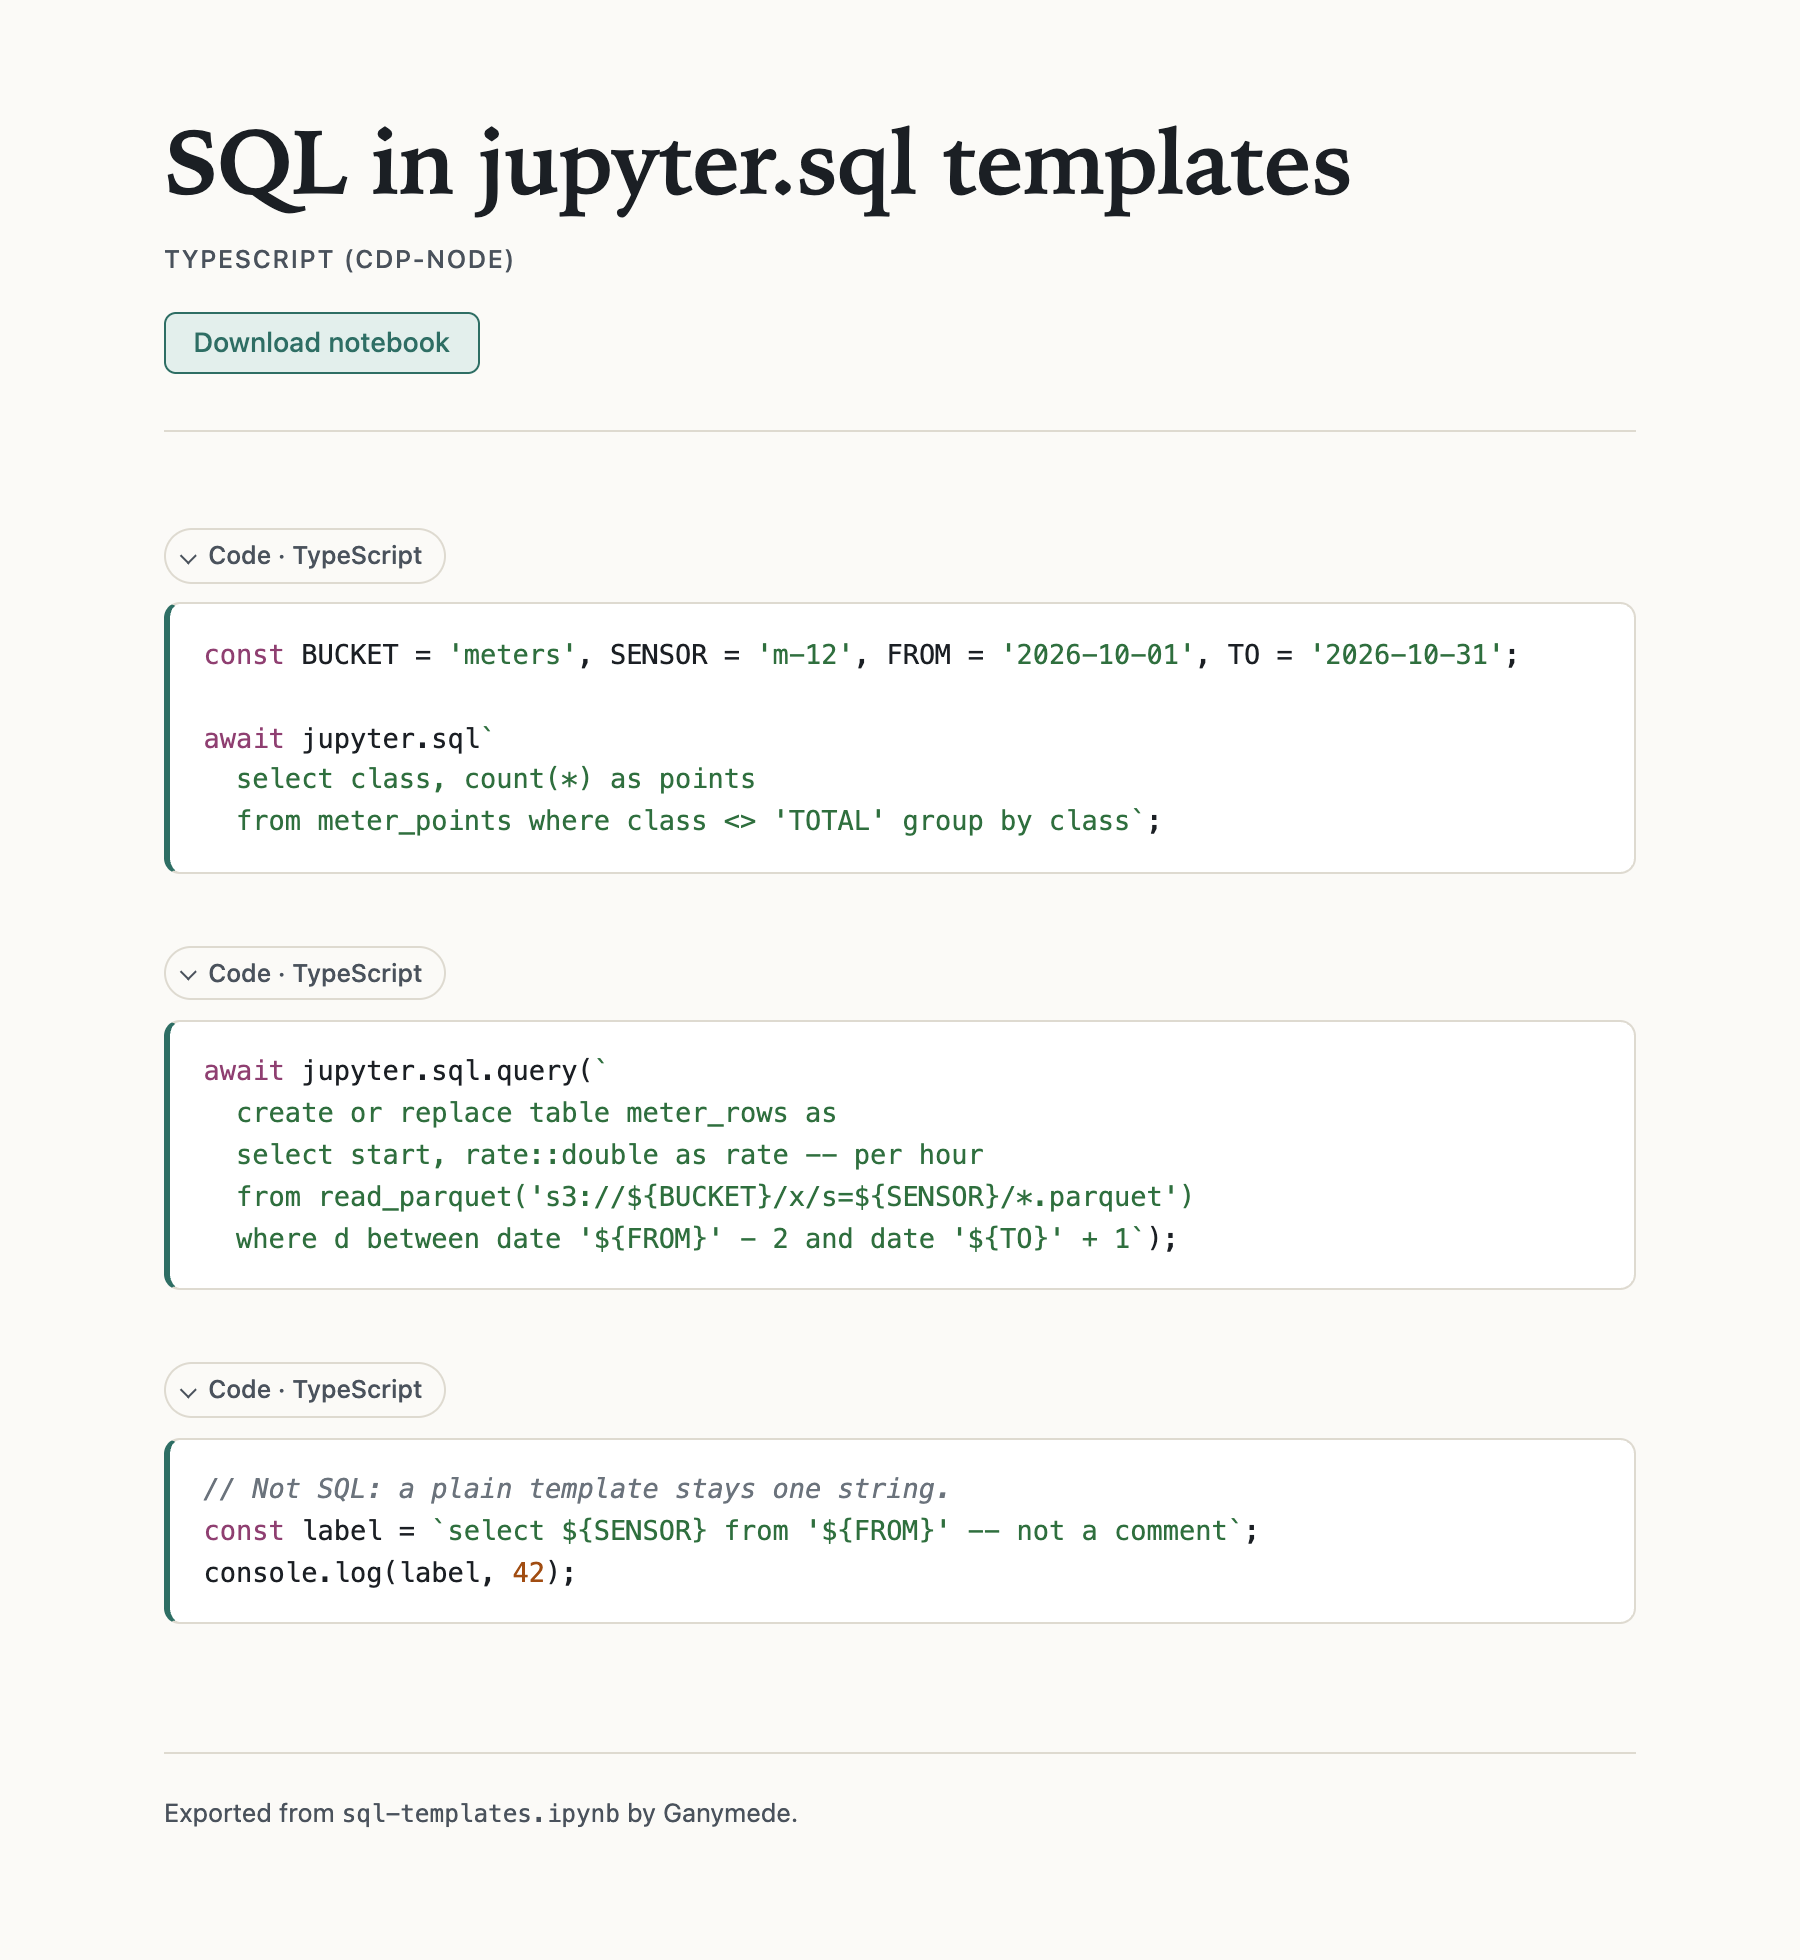 SQL in jupyter.sql templates
TYPESCRIPT (CDP-NODE)
Download notebook
Code · TypeScript
const BUCKET = 'meters', SENSOR = 'm-12', FROM = '2026-10-01', TO = '2026-10-31';
await jupyter.sql`
  select class, count(*) as points
  from meter_points where class <> 'TOTAL' group by class`;
Code · TypeScript
await jupyter.sql.query(`
  create or replace table meter_rows as
  select start, rate::double as rate -- per hour
  from read_parquet('s3://${BUCKET}/x/s=${SENSOR}/*.parquet')
  where d between date '${FROM}' - 2 and date '${TO}' + 1`);
Code · TypeScript
// Not SQL: a plain template stays one string.
const label = `select ${SENSOR} from '${FROM}' -- not a comment`;
console.log(label, 42);
Exported from sql-templates.ipynb by Ganymede.